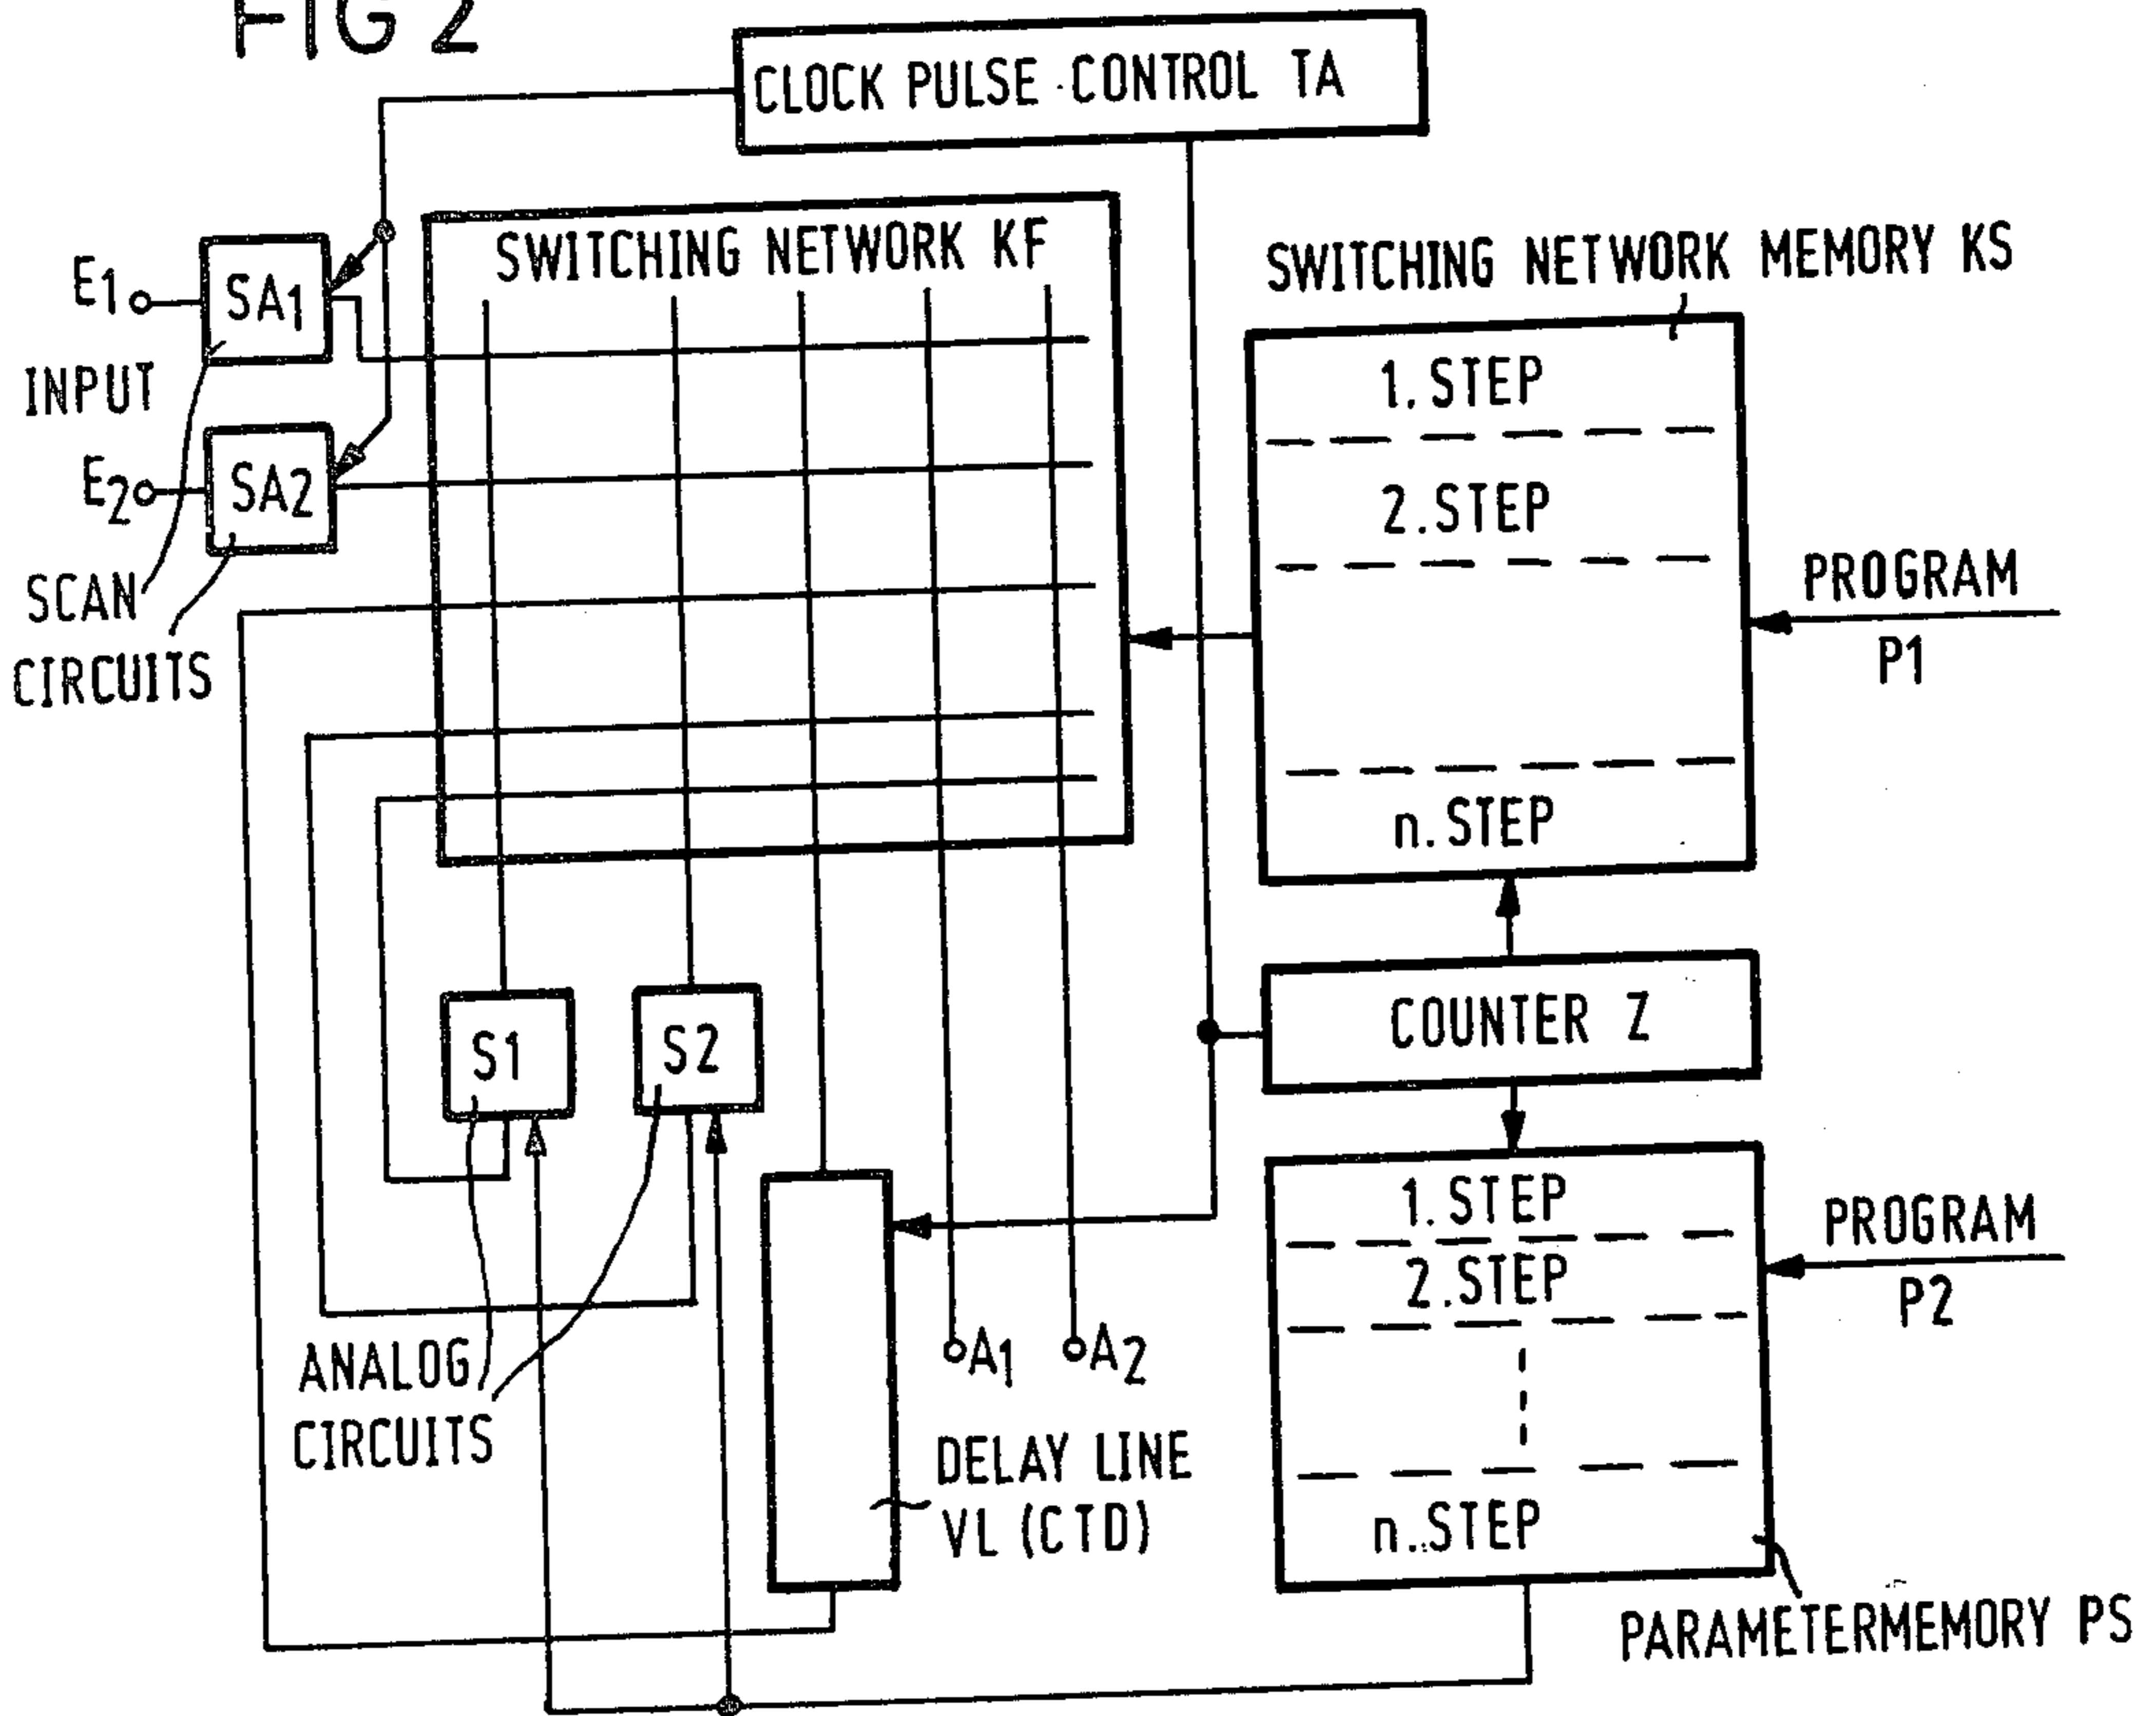 FIG 2
CLOCK PULSE CONTROL TA
SWITCHING NETWORK KF
SWITCHING NETWORK MEMORY KS
E1
SA1
INPUT
E2
SA2
SCAN
CIRCUITS
1. STEP
2. STEP
n. STEP
PROGRAM
P1
COUNTER Z
S1
S2
1. STEP
2. STEP
n. STEP
PROGRAM
P2
A1
A2
ANALOG
CIRCUITS
DELAY LINE
VL (CTD)
PARAMETERMEMORY PS